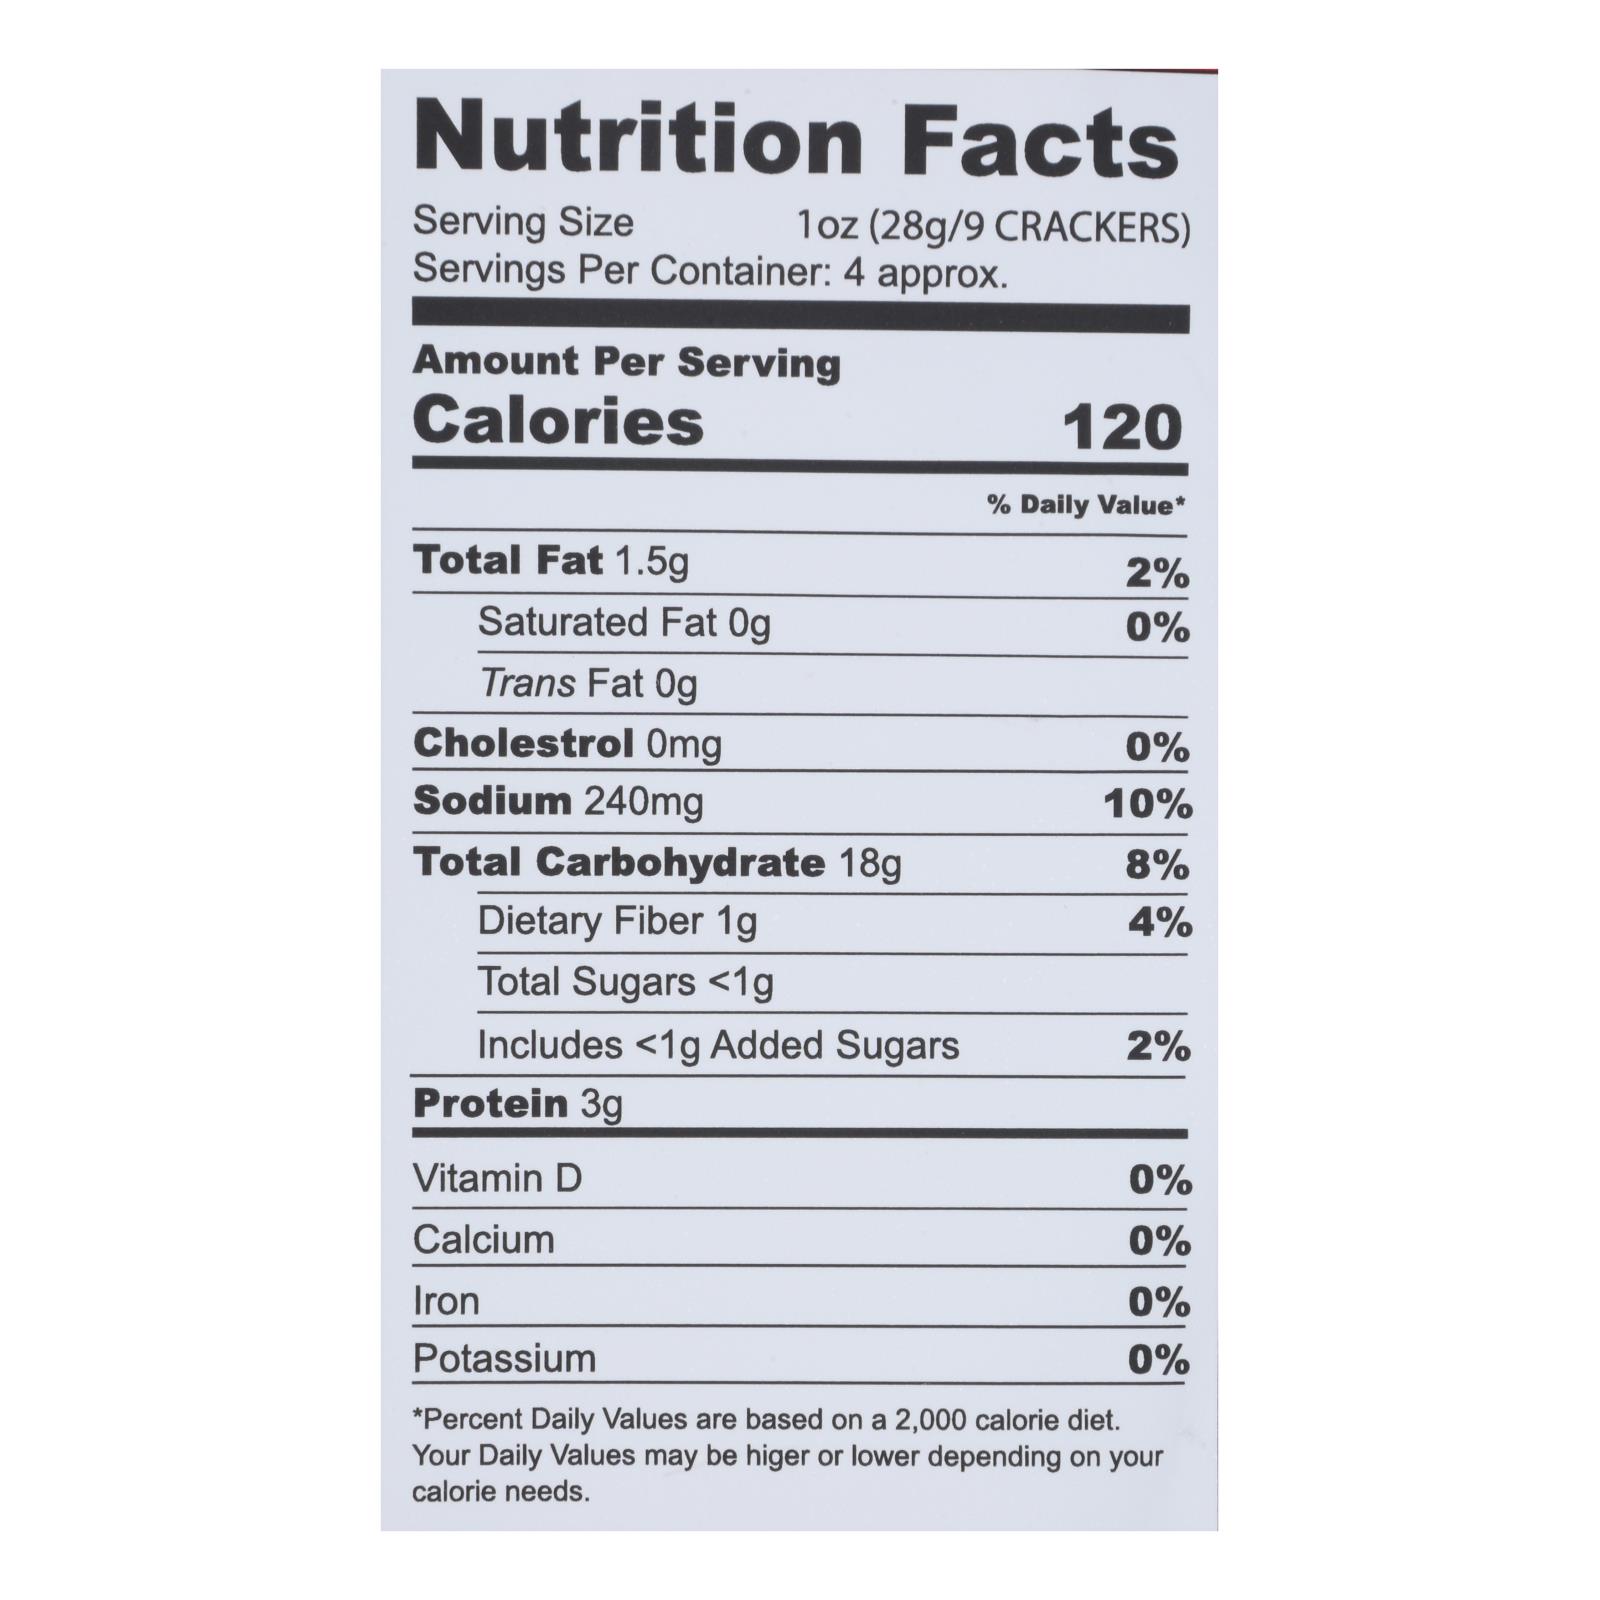 Nutrition Facts
Serving Size 1oz (28g/9 CRACKERS)
Servings Per Container: 4 approx.
Amount Per Serving
Calories 120
% Daily Value*
Total Fat 1.5g 2%
Saturated Fat 0g 0%
Trans Fat 0g
Cholestrol 0mg 0%
Sodium 240mg 10%
Total Carbohydrate 18g 8%
Dietary Fiber 1g 4%
Total Sugars <1g
Includes <1g Added Sugars 2%
Protein 3g
Vitamin D 0%
Calcium 0%
Iron 0%
Potassium 0%
*Percent Daily Values are based on a 2,000 calorie diet.
Your Daily Values may be higer or lower depending on your
calorie needs.